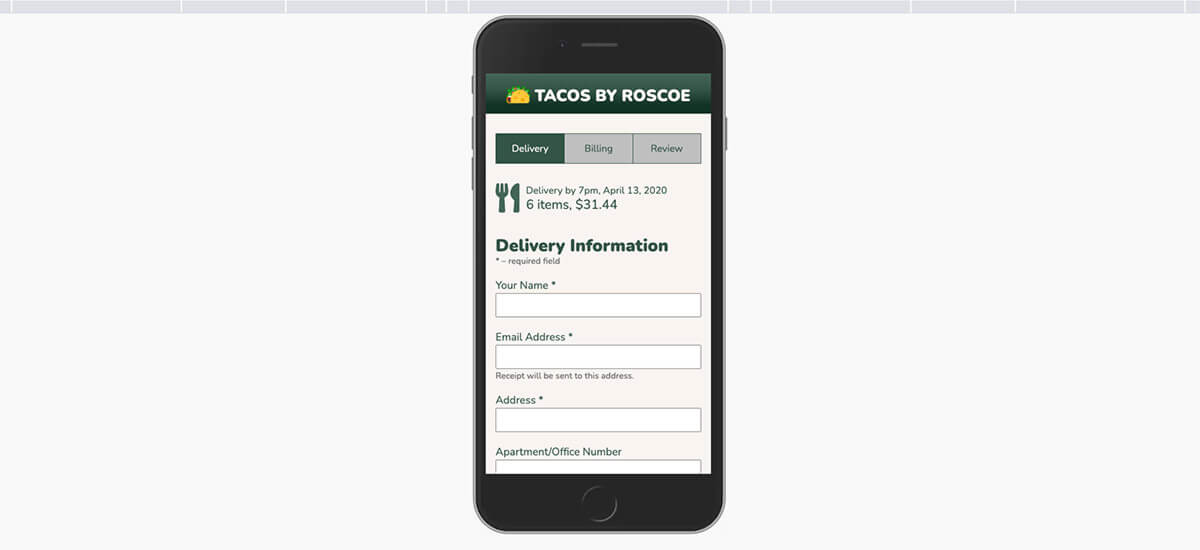 TACOS BY ROSCOE
Delivery Billing Review
Delivery by 7pm, April 13, 2020
6 items, $31.44
Delivery Information
* – required field
Your Name *
Email Address *
Receipt will be sent to this address.
Address *
Apartment/Office Number